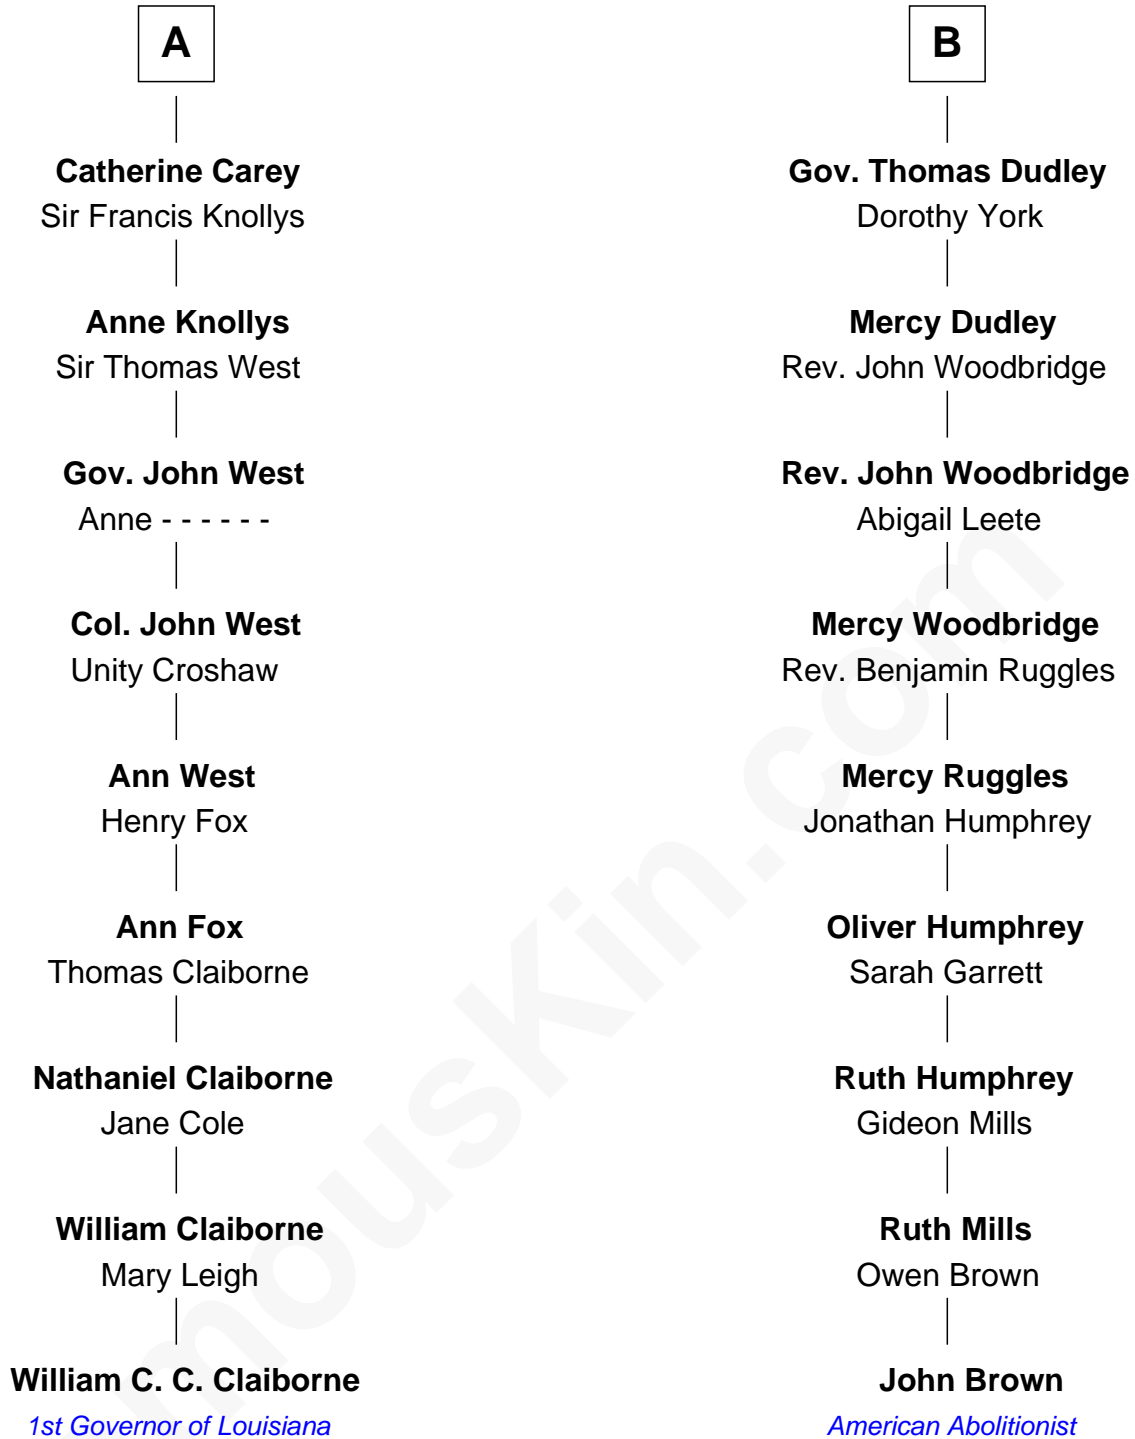 A
Catherine Carey
Sir Francis Knollys
Anne Knollys
Sir Thomas West
Gov. John West
Anne - - - - - -
Col. John West
Unity Croshaw
Ann West
Henry Fox
Ann Fox
Thomas Claiborne
Nathaniel Claiborne
Jane Cole
William Claiborne
Mary Leigh
William C. C. Claiborne
1st Governor of Louisiana
B
Gov. Thomas Dudley
Dorothy York
Mercy Dudley
Rev. John Woodbridge
Rev. John Woodbridge
Abigail Leete
Mercy Woodbridge
Rev. Benjamin Ruggles
Mercy Ruggles
Jonathan Humphrey
Oliver Humphrey
Sarah Garrett
Ruth Humphrey
Gideon Mills
Ruth Mills
Owen Brown
John Brown
American Abolitionist
mousKin.com